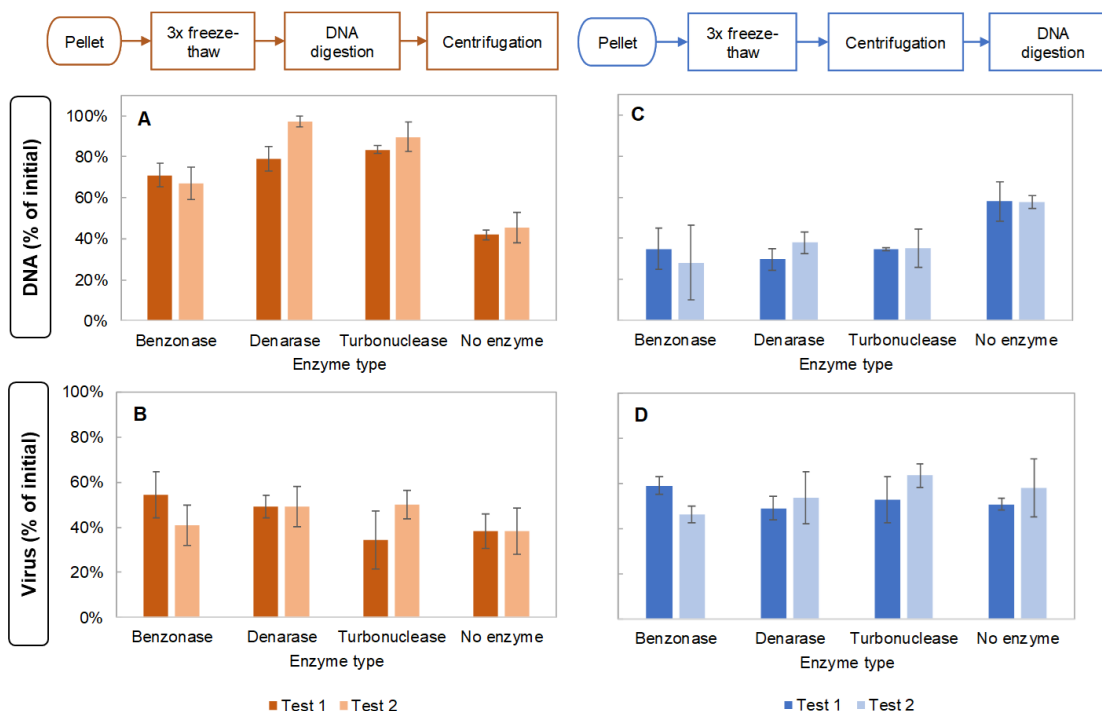 Pellet
3x freeze-
thaw
DNA
digestion
Centrifugation
Pellet
3x freeze-
thaw
Centrifugation
DNA
digestion
DNA (% of initial)
100%
80%
60%
40%
20%
0%
A
Benzonase
Denarase
Turbonuclease
No enzyme
Enzyme type
C
Benzonase
Denarase
Turbonuclease
No enzyme
Enzyme type
Virus (% of initial)
100%
80%
60%
40%
20%
0%
B
Benzonase
Denarase
Turbonuclease
No enzyme
Enzyme type
D
Benzonase
Denarase
Turbonuclease
No enzyme
Enzyme type
Test 1
Test 2
Test 1
Test 2